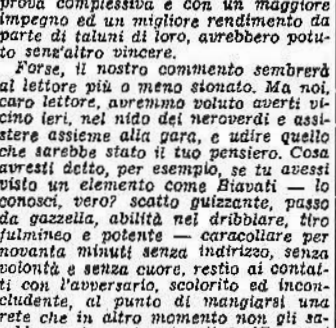 prova complessiva e con un maggiore
impegno ed un migliore rendimento da
parte di taluni di loro, avrebbero potu-
to senz'altro vincere.
Forse, il nostro commento sembrerà
al lettore più o meno stonato. Ma noi,
caro lettore, avremmo voluto averti vi-
cino ieri, nel nido dei neroverdi e assi-
stere assieme alla gara, e udire quello
che sarebbe stato il tuo pensiero. Cosa
avresti detto, per esempio, se tu avessi
visto un elemento come Biavati — lo
conosci, vero? scatto guizzante, passo
da gazzella, abilità nel dribblare, tiro
fulmineo e potente — caracollare per
novanta minuti senza indirizzo, senza
volontà e senza cuore, restio ai contat-
ti con l'avversario, scolorito ed incon-
cludente, al punto di mangiarsi una
rete che in altro momento non gli sa-